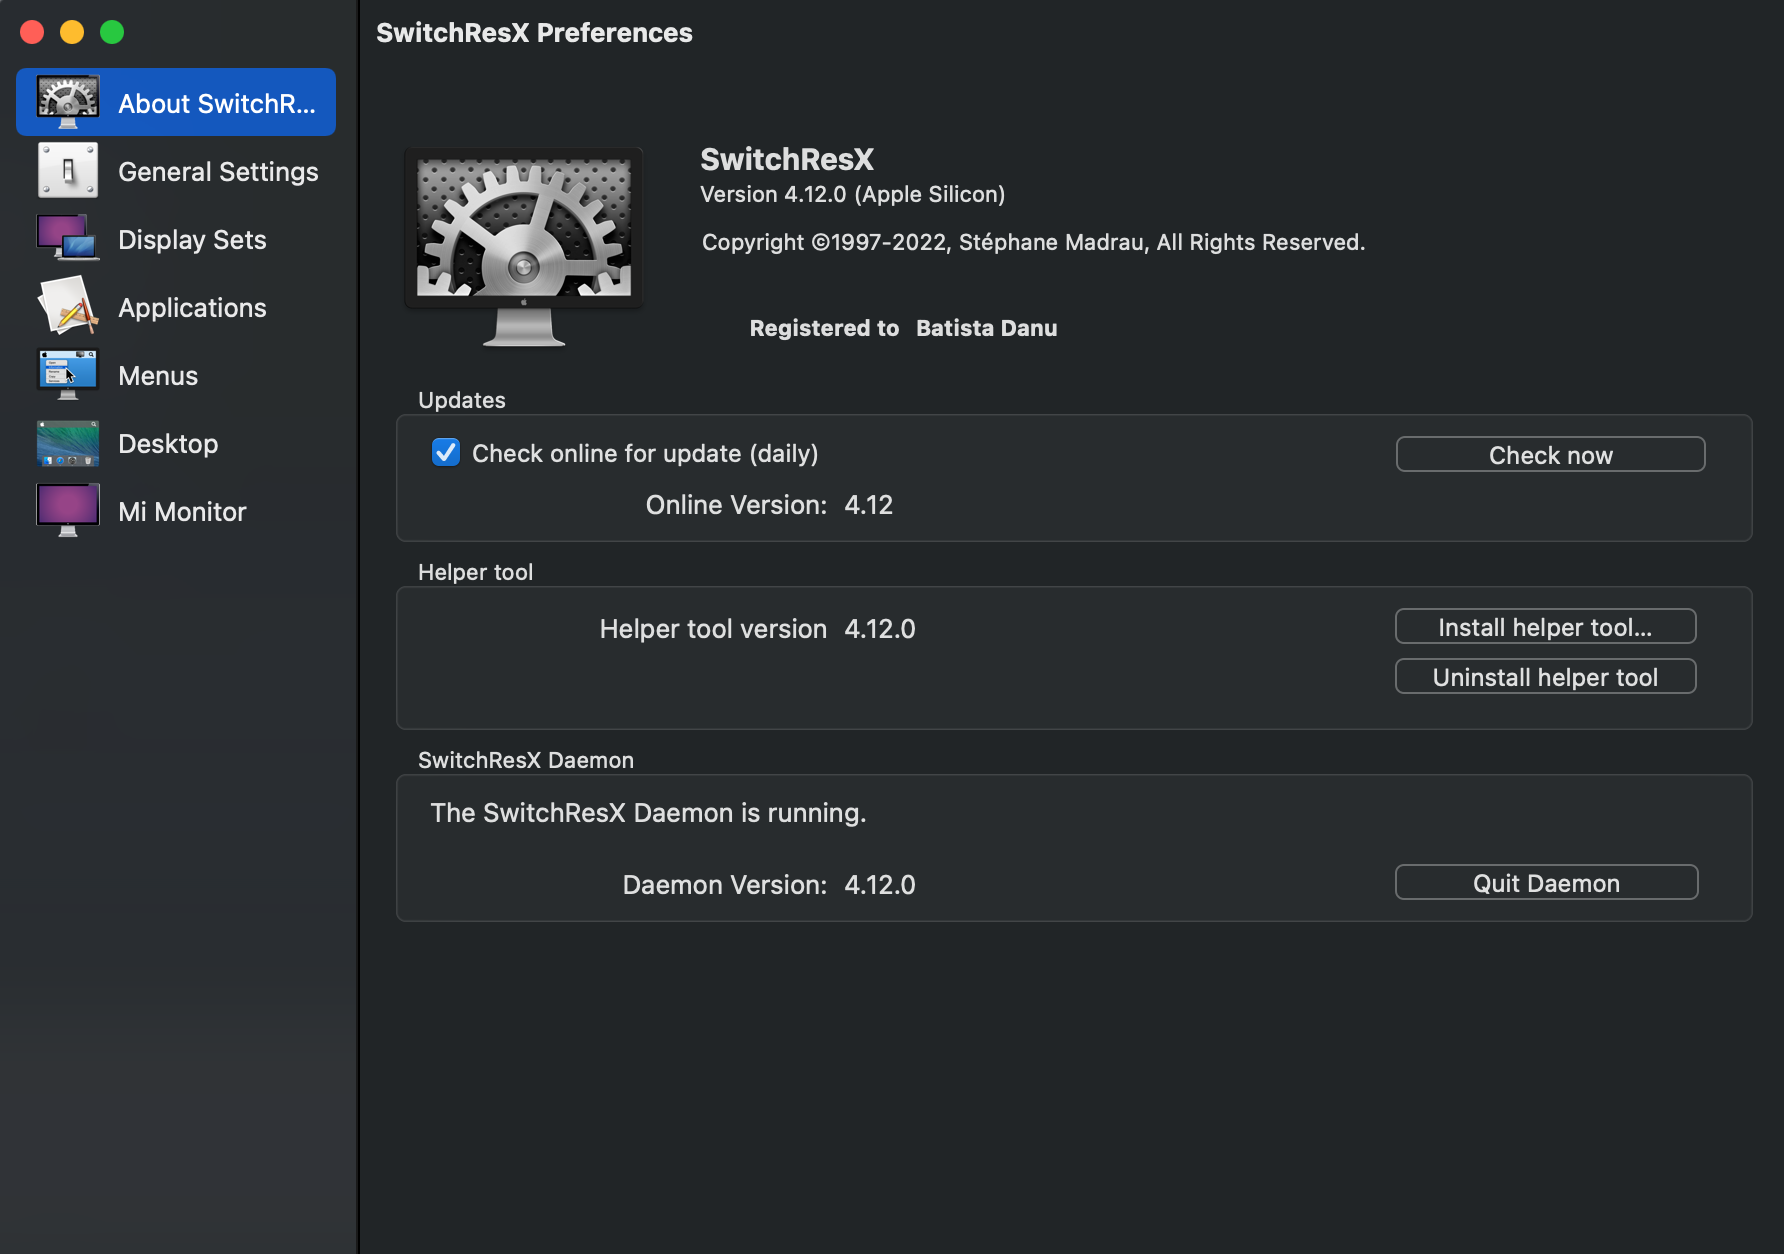 SwitchResX Preferences
About SwitchR...
General Settings
Display Sets
Applications
Menus
Desktop
Mi Monitor
SwitchResX
Version 4.12.0 (Apple Silicon)
Copyright ©1997-2022, Stéphane Madrau, All Rights Reserved.
Registered to Batista Danu
Updates
Check online for update (daily)
Check now
Online Version: 4.12
Helper tool
Helper tool version 4.12.0
Install helper tool...
Uninstall helper tool
SwitchResX Daemon
The SwitchResX Daemon is running.
Daemon Version: 4.12.0
Quit Daemon